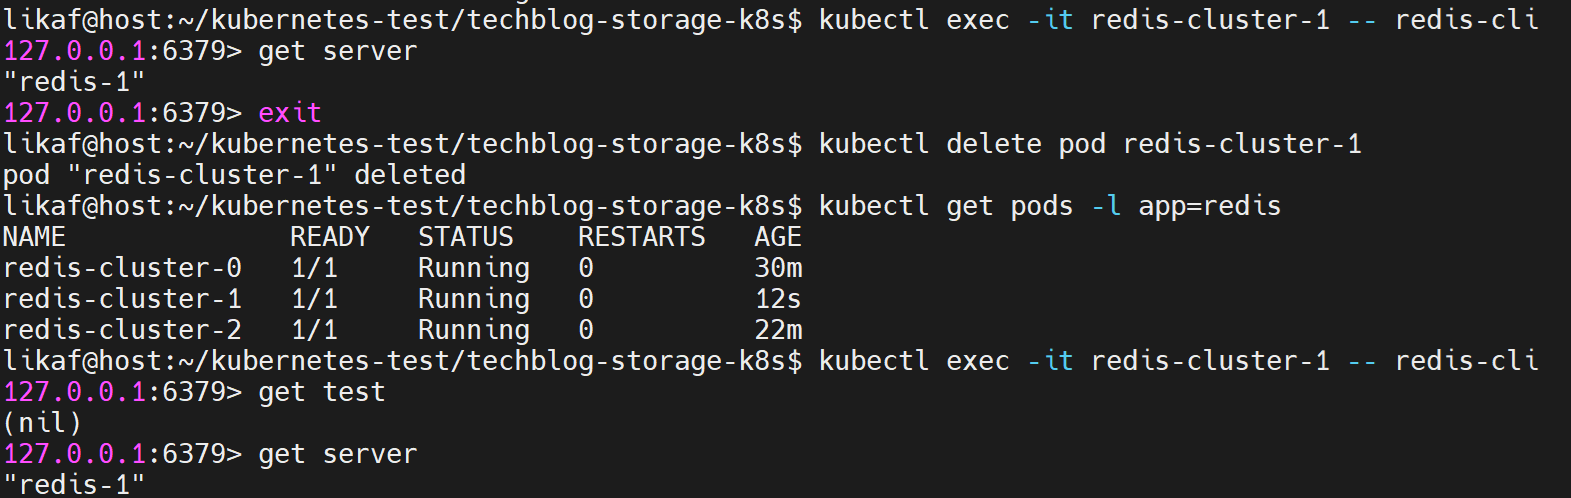 likaf@host:~/kubernetes-test/techblog-storage-k8s$ kubectl exec -it redis-cluster-1 -- redis-cli
127.0.0.1:6379> get server
"redis-1"
127.0.0.1:6379> exit
likaf@host:~/kubernetes-test/techblog-storage-k8s$ kubectl delete pod redis-cluster-1
pod "redis-cluster-1" deleted
likaf@host:~/kubernetes-test/techblog-storage-k8s$ kubectl get pods -l app=redis
NAME              READY   STATUS    RESTARTS   AGE
redis-cluster-0   1/1     Running   0          30m
redis-cluster-1   1/1     Running   0          12s
redis-cluster-2   1/1     Running   0          22m
likaf@host:~/kubernetes-test/techblog-storage-k8s$ kubectl exec -it redis-cluster-1 -- redis-cli
127.0.0.1:6379> get test
(nil)
127.0.0.1:6379> get server
"redis-1"